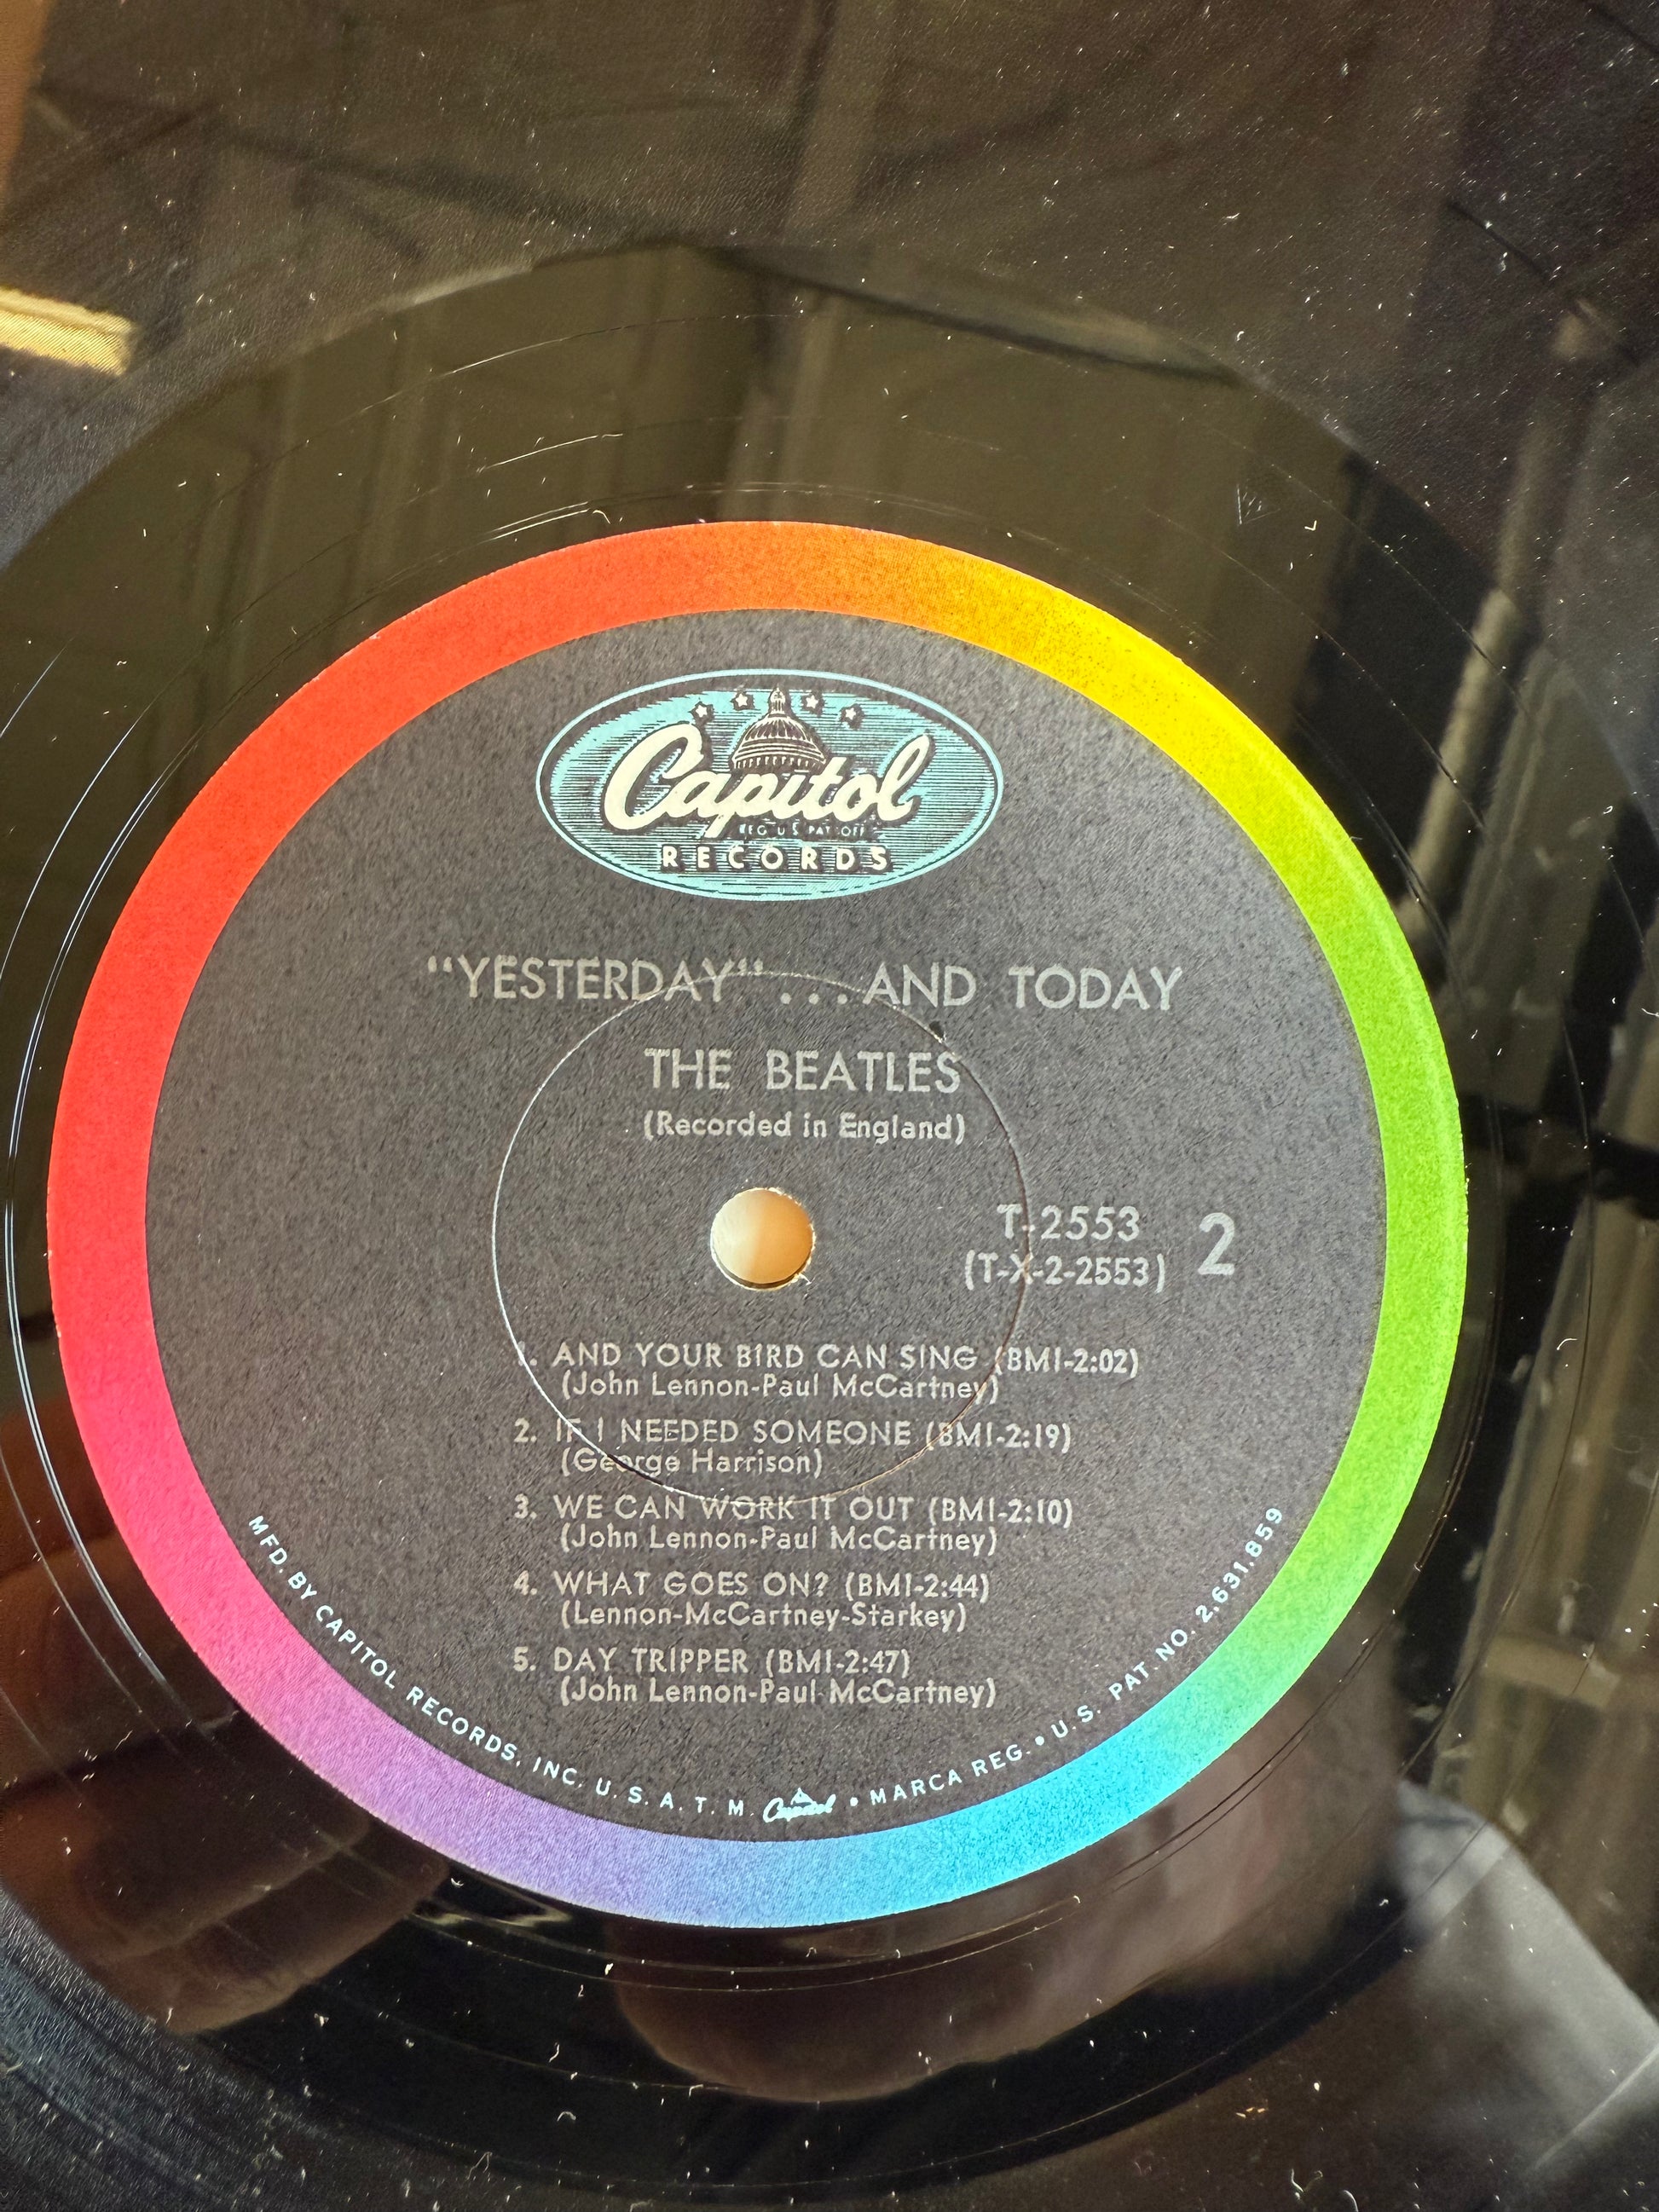 Capitol
REG. U.S. PAT. OFF.
RECORDS
“YESTERDAY“ ...AND TODAY
THE BEATLES
(Recorded in England)
T-2553
(T-X-2-2553)
2
1. AND YOUR BIRD CAN SING (BMI-2:02)
(John Lennon-Paul McCartney)
2. IF I NEEDED SOMEONE (BMI-2:19)
(George Harrison)
3. WE CAN WORK IT OUT (BMI-2:10)
(John Lennon-Paul McCartney)
4. WHAT GOES ON? (BMI-2:44)
(Lennon-McCartney-Starkey)
5. DAY TRIPPER (BMI-2:47)
(John Lennon-Paul McCartney)
MFD. BY CAPITOL RECORDS, INC. U. S. A. T. M. Capitol • MARCA REG. • U.S. PAT. NO. 2,631,859